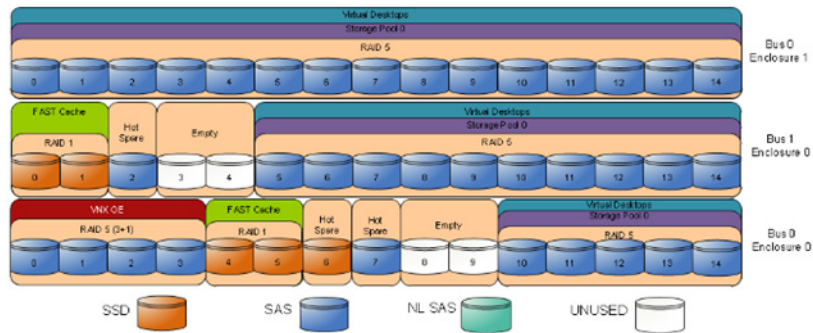 Virtual Desktops
Storage Pool 0
RAID 5
0 1 2 3 4 5 6 7 8 9 10 11 12 13 14
Bus 0
Enclosure 1
FAST Cache
RAID 1
Hot
Spare
Empty
Virtual Desktops
Storage Pool 0
RAID 5
0 1 2 3 4 5 6 7 8 9 10 11 12 13 14
Bus 1
Enclosure 0
VNX OE
RAID 5 (3+1)
FAST Cache
RAID 1
Hot
Spare
Hot
Spare
Empty
Virtual Desktops
Storage Pool 0
RAID 5
0 1 2 3 4 5 6 7 8 9 10 11 12 13 14
Bus 0
Enclosure 0
SSD
SAS
NL SAS
UNUSED